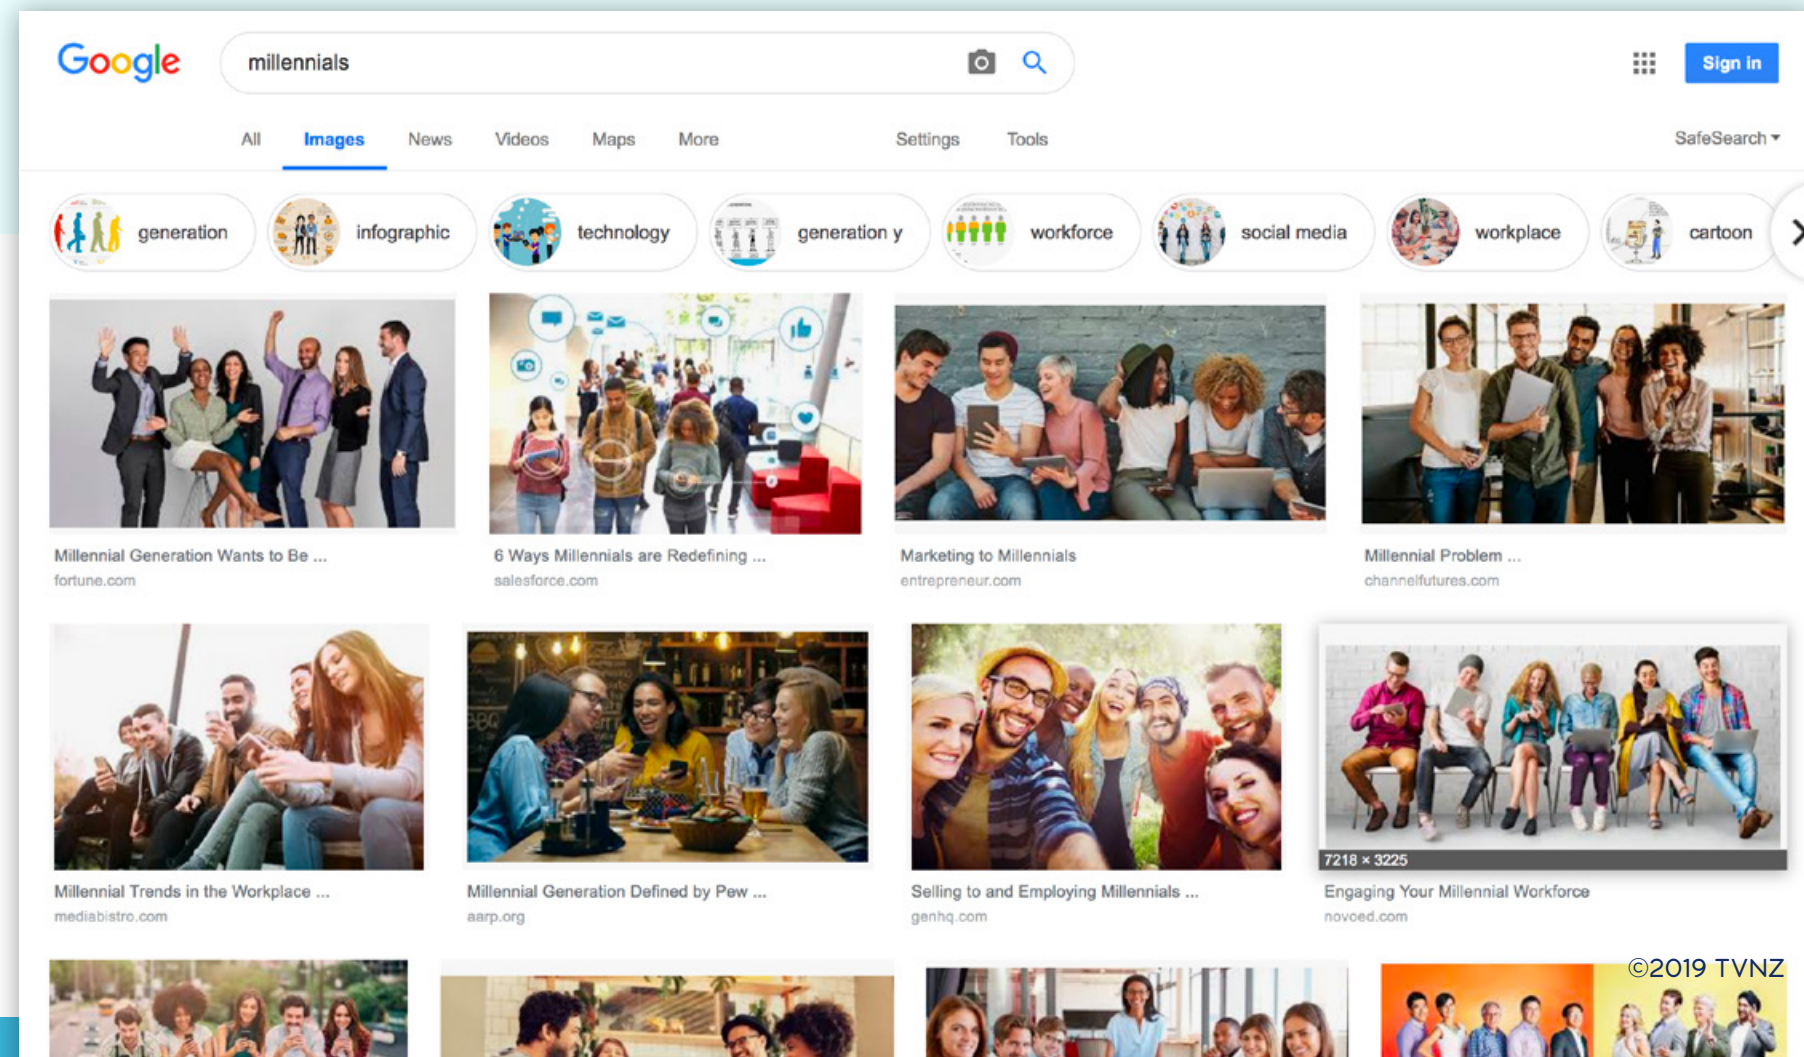 Google
millennials
Sign in
All Images News Videos Maps More Settings Tools SafeSearch
generation infographic technology generation y workforce social media workplace cartoon
Millennial Generation Wants to Be ... 6 Ways Millennials are Redefining ... Marketing to Millennials Millennial Problem ...
fortune.com salesforce.com entrepreneur.com channelfutures.com
BBQ
7218 × 3225
Millennial Trends in the Workplace ... Millennial Generation Defined by Pew ... Selling to and Employing Millennials ... Engaging Your Millennial Workforce
mediabistro.com aarp.org genhq.com novoed.com
©2019 TVNZ